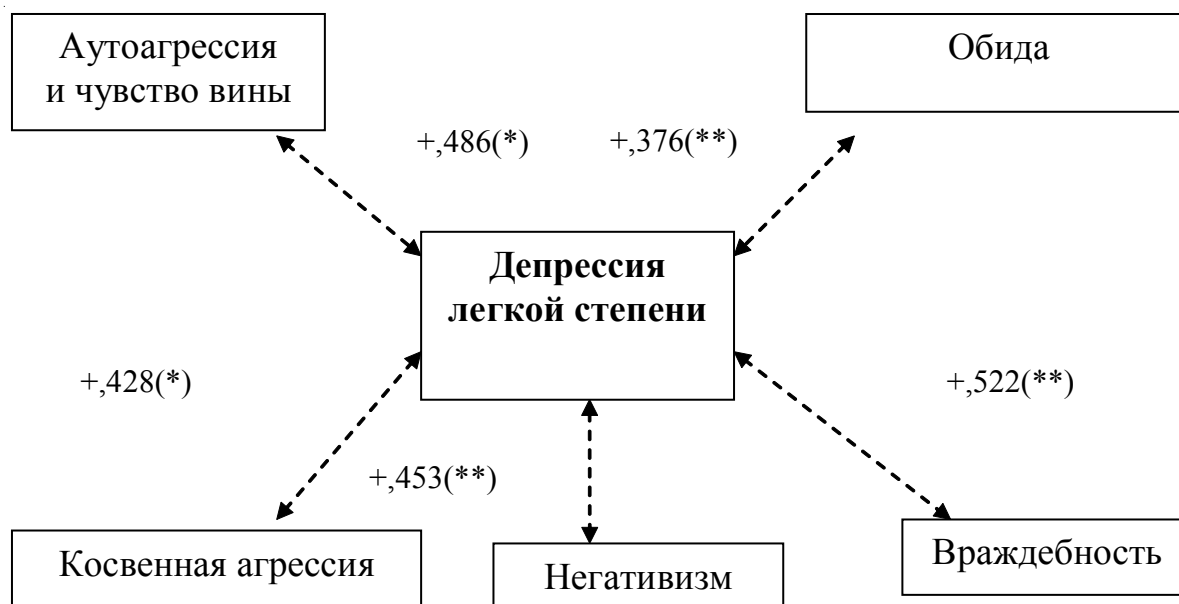 Аутоагрессия
и чувство вины
Обида
+,486(*)
+,376(**)
Депрессия
легкой степени
+,428(*)
+,522(**)
+,453(**)
Косвенная агрессия
Негативизм
Враждебность